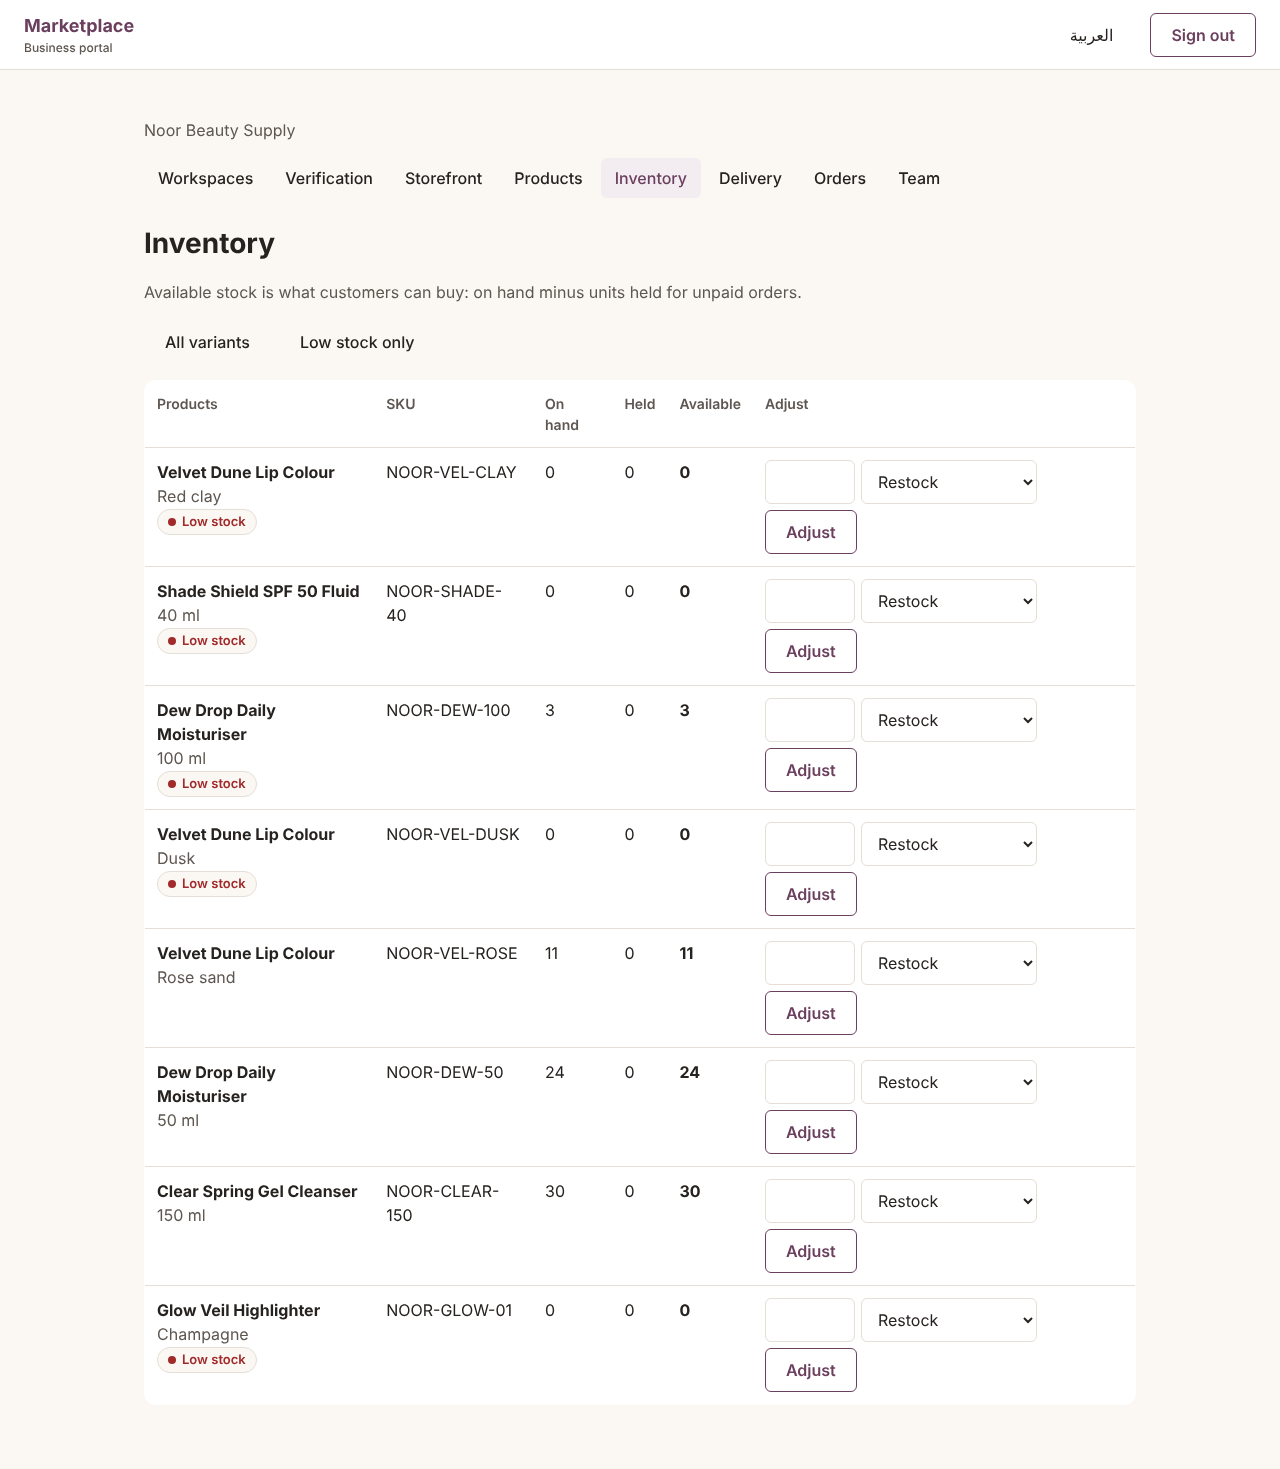 Marketplace
Business portal
العربية
Sign out
Noor Beauty Supply
Workspaces Verification Storefront Products Inventory Delivery Orders Team
Inventory
Available stock is what customers can buy: on hand minus units held for unpaid orders.
All variants Low stock only
Products SKU On hand Held Available Adjust
Velvet Dune Lip Colour NOOR-VEL-CLAY 0 0 0 Restock
Red clay
Low stock
Adjust
Shade Shield SPF 50 Fluid NOOR-SHADE-40 0 0 0 Restock
40 ml
Low stock
Adjust
Dew Drop Daily Moisturiser NOOR-DEW-100 3 0 3 Restock
100 ml
Low stock
Adjust
Velvet Dune Lip Colour NOOR-VEL-DUSK 0 0 0 Restock
Dusk
Low stock
Adjust
Velvet Dune Lip Colour NOOR-VEL-ROSE 11 0 11 Restock
Rose sand
Adjust
Dew Drop Daily Moisturiser NOOR-DEW-50 24 0 24 Restock
50 ml
Adjust
Clear Spring Gel Cleanser NOOR-CLEAR-150 30 0 30 Restock
150 ml
Adjust
Glow Veil Highlighter NOOR-GLOW-01 0 0 0 Restock
Champagne
Low stock
Adjust